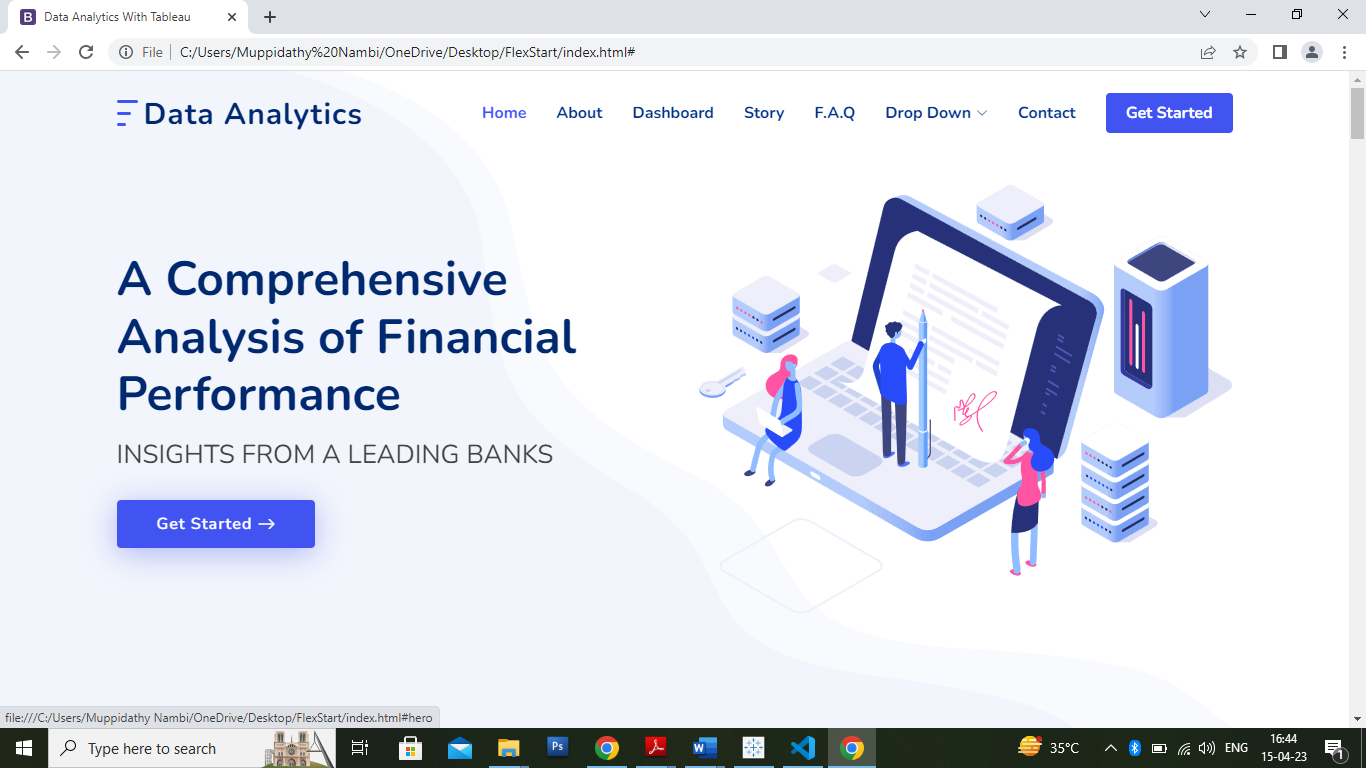 Data Analytics With Tableau
File C:/Users/Muppidathy%20Nambi/OneDrive/Desktop/FlexStart/index.html#
Data Analytics
Home About Dashboard Story F.A.Q Drop Down Contact Get Started
A Comprehensive
Analysis of Financial
Performance
INSIGHTS FROM A LEADING BANKS
Get Started →
file:///C:/Users/Muppidathy Nambi/OneDrive/Desktop/FlexStart/index.html#hero
Type here to search
Ps
35°C
ENG
16:44
15-04-23
1